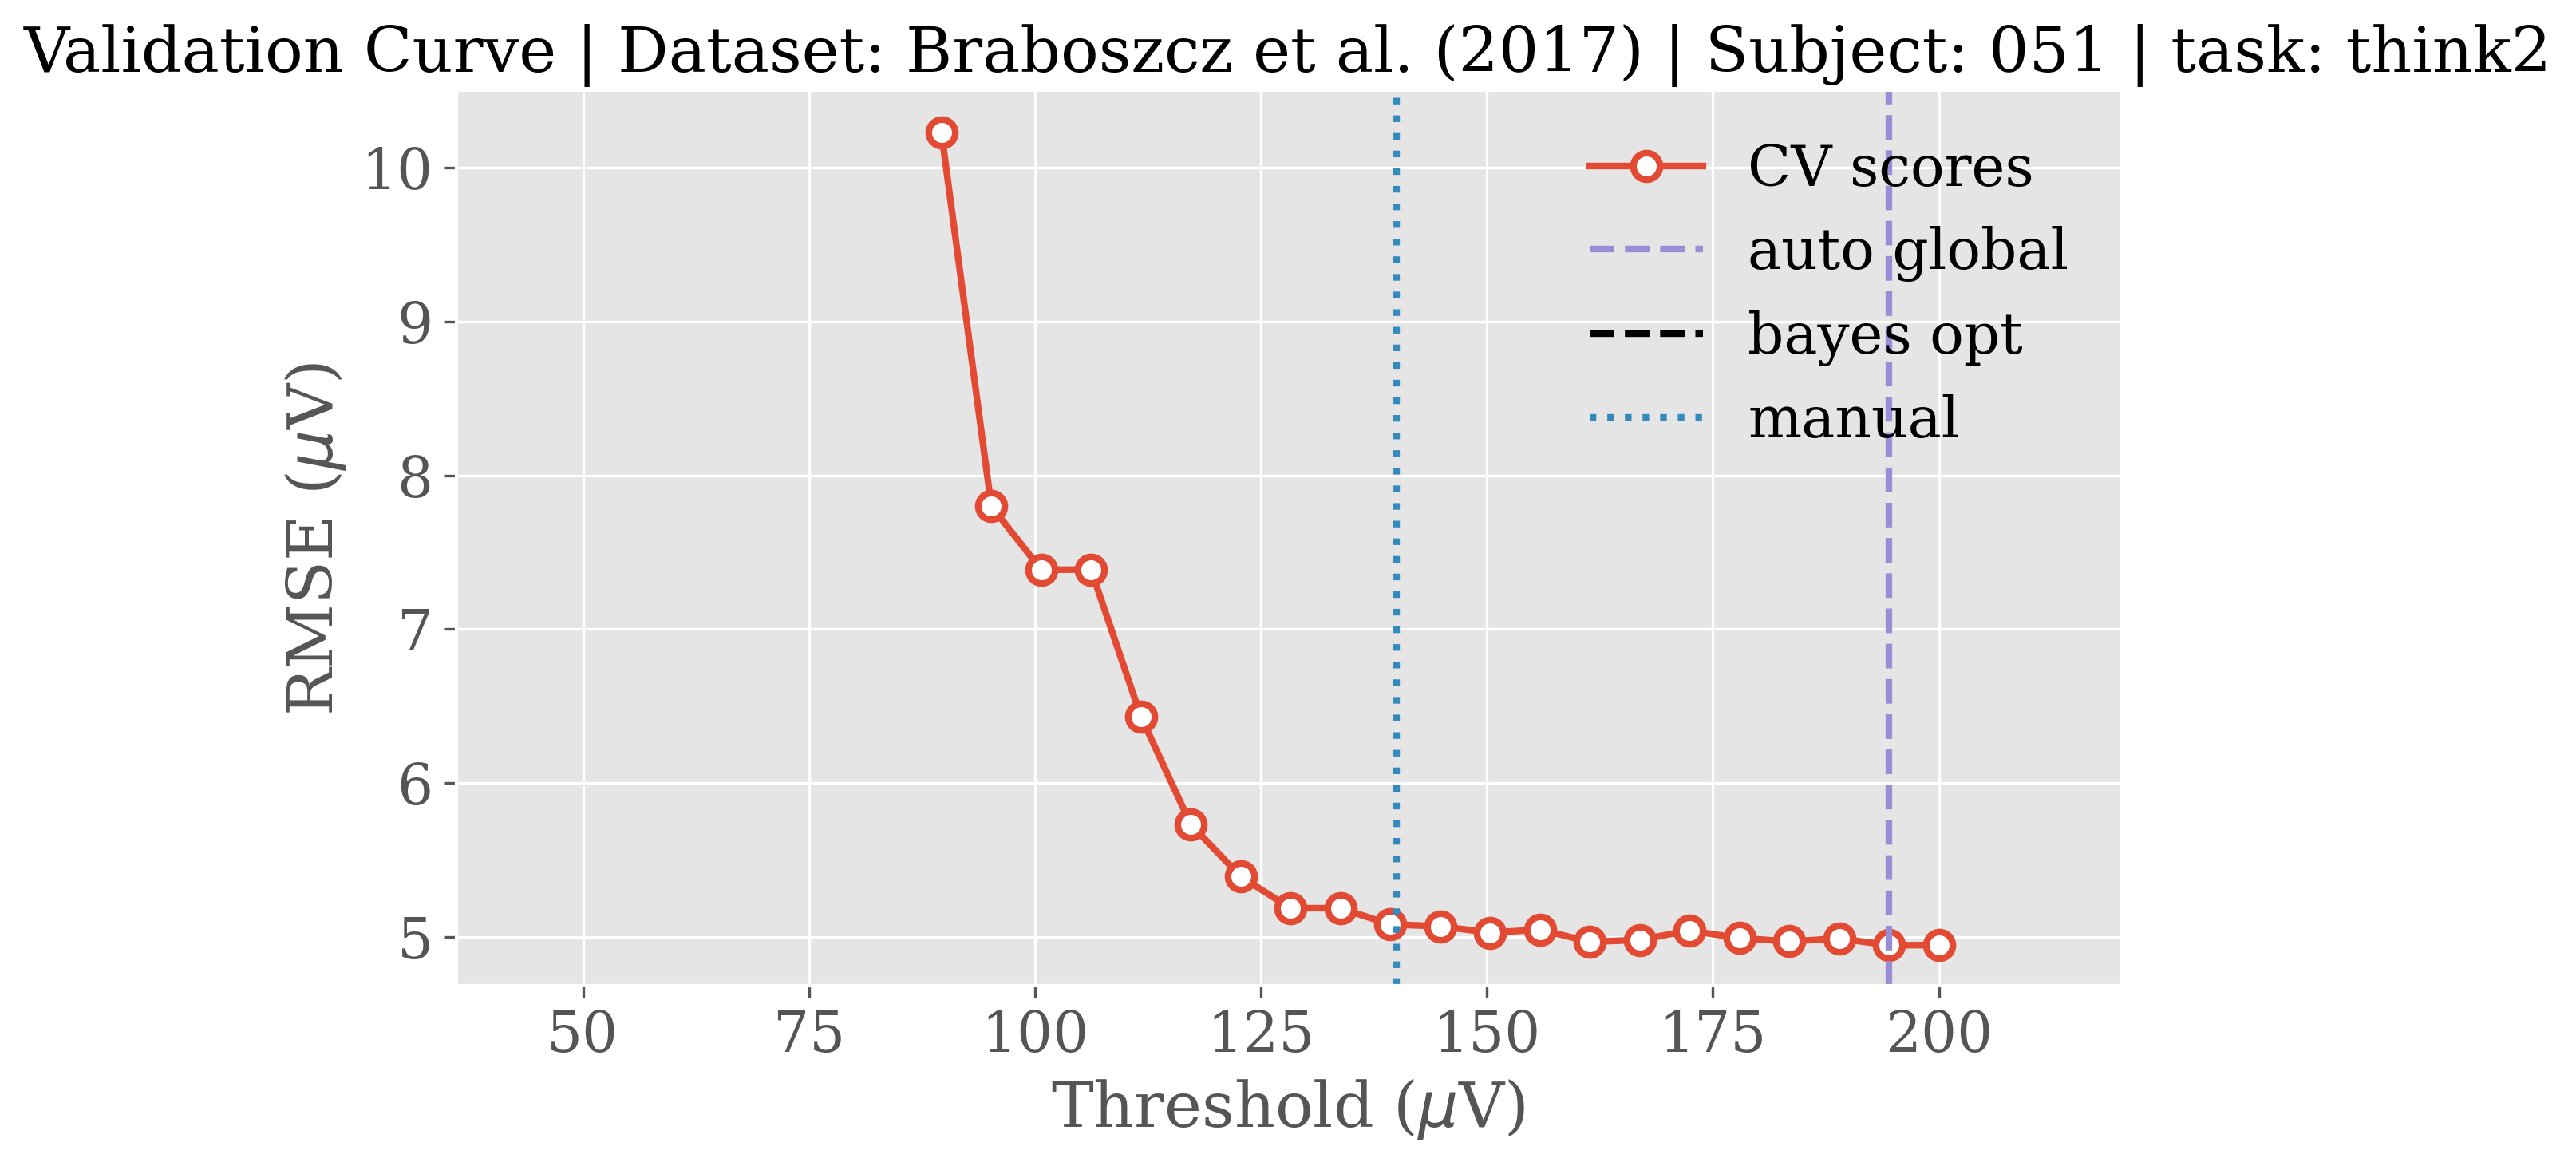 Validation Curve | Dataset: Braboszcz et al. (2017) | Subject: 051 | task: think2
10
9
8
7
6
5
RMSE (μV)
CV scores
auto global
bayes opt
manual
50 75 100 125 150 175 200
Threshold (μV)